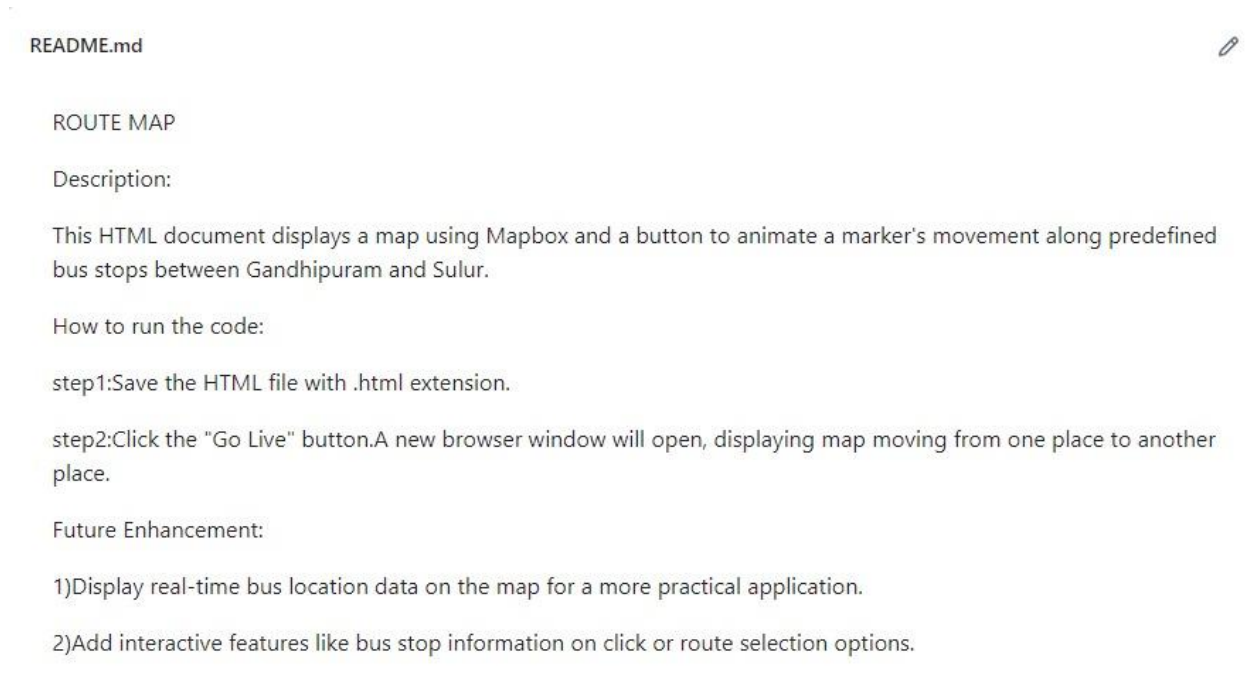 README.md
ROUTE MAP
Description:
This HTML document displays a map using Mapbox and a button to animate a marker's movement along predefined
bus stops between Gandhipuram and Sulur.
How to run the code:
step1:Save the HTML file with .html extension.
step2:Click the "Go Live" button.A new browser window will open, displaying map moving from one place to another
place.
Future Enhancement:
1)Display real-time bus location data on the map for a more practical application.
2)Add interactive features like bus stop information on click or route selection options.